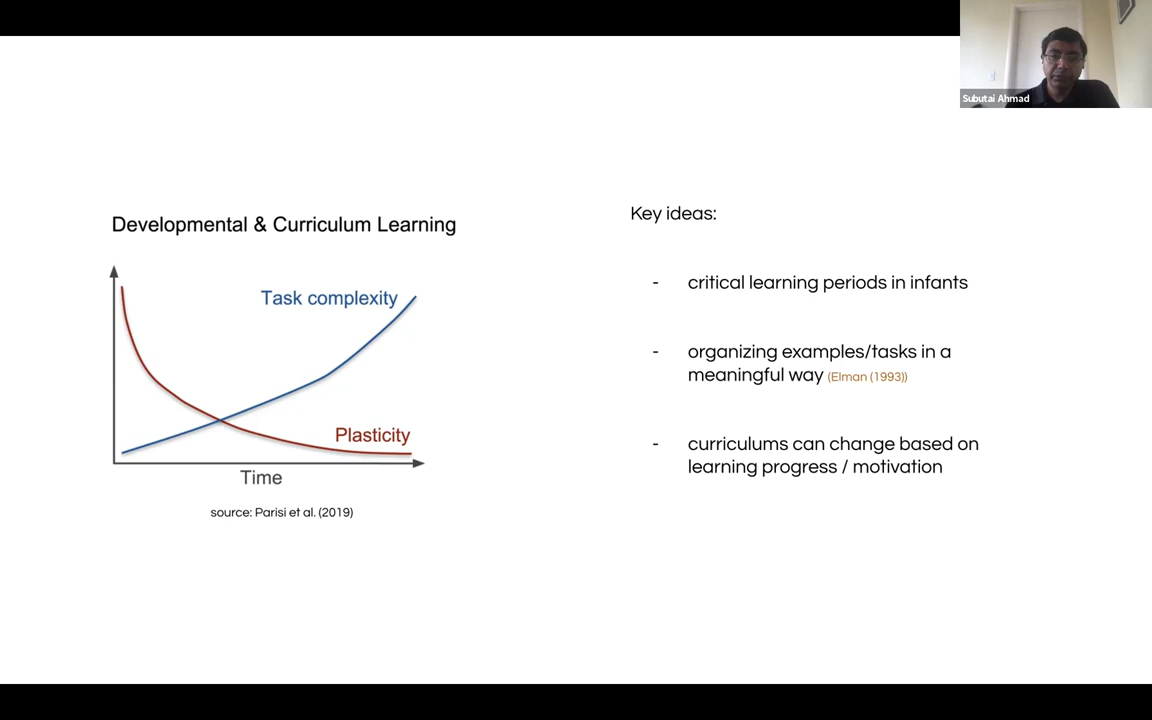 Subutai Ahmad
Developmental & Curriculum Learning
Task complexity
Plasticity
Time
source: Parisi et al. (2019)
Key ideas:
- critical learning periods in infants
- organizing examples/tasks in a
meaningful way (Elman (1993))
- curriculums can change based on
learning progress / motivation